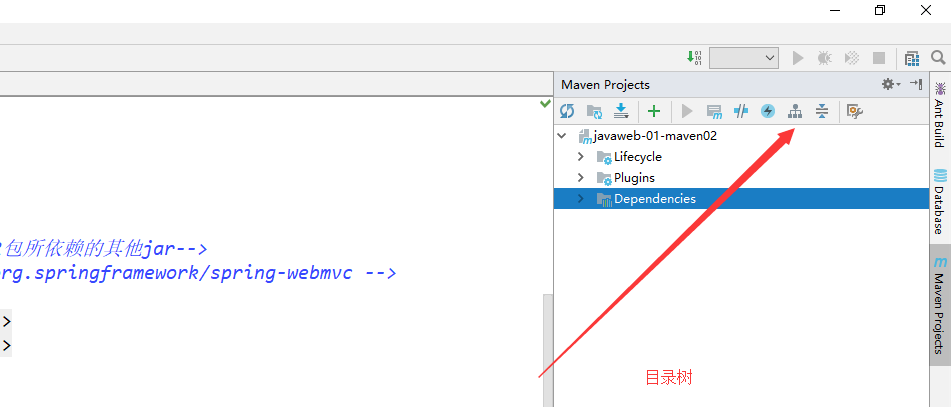 Maven Projects
javaweb-01-maven02
Lifecycle
Plugins
Dependencies
包所依赖的其他jar-->
org.springframework/spring-webmvc -->
>
>
目录树
Ant Build
Database
Maven Projects